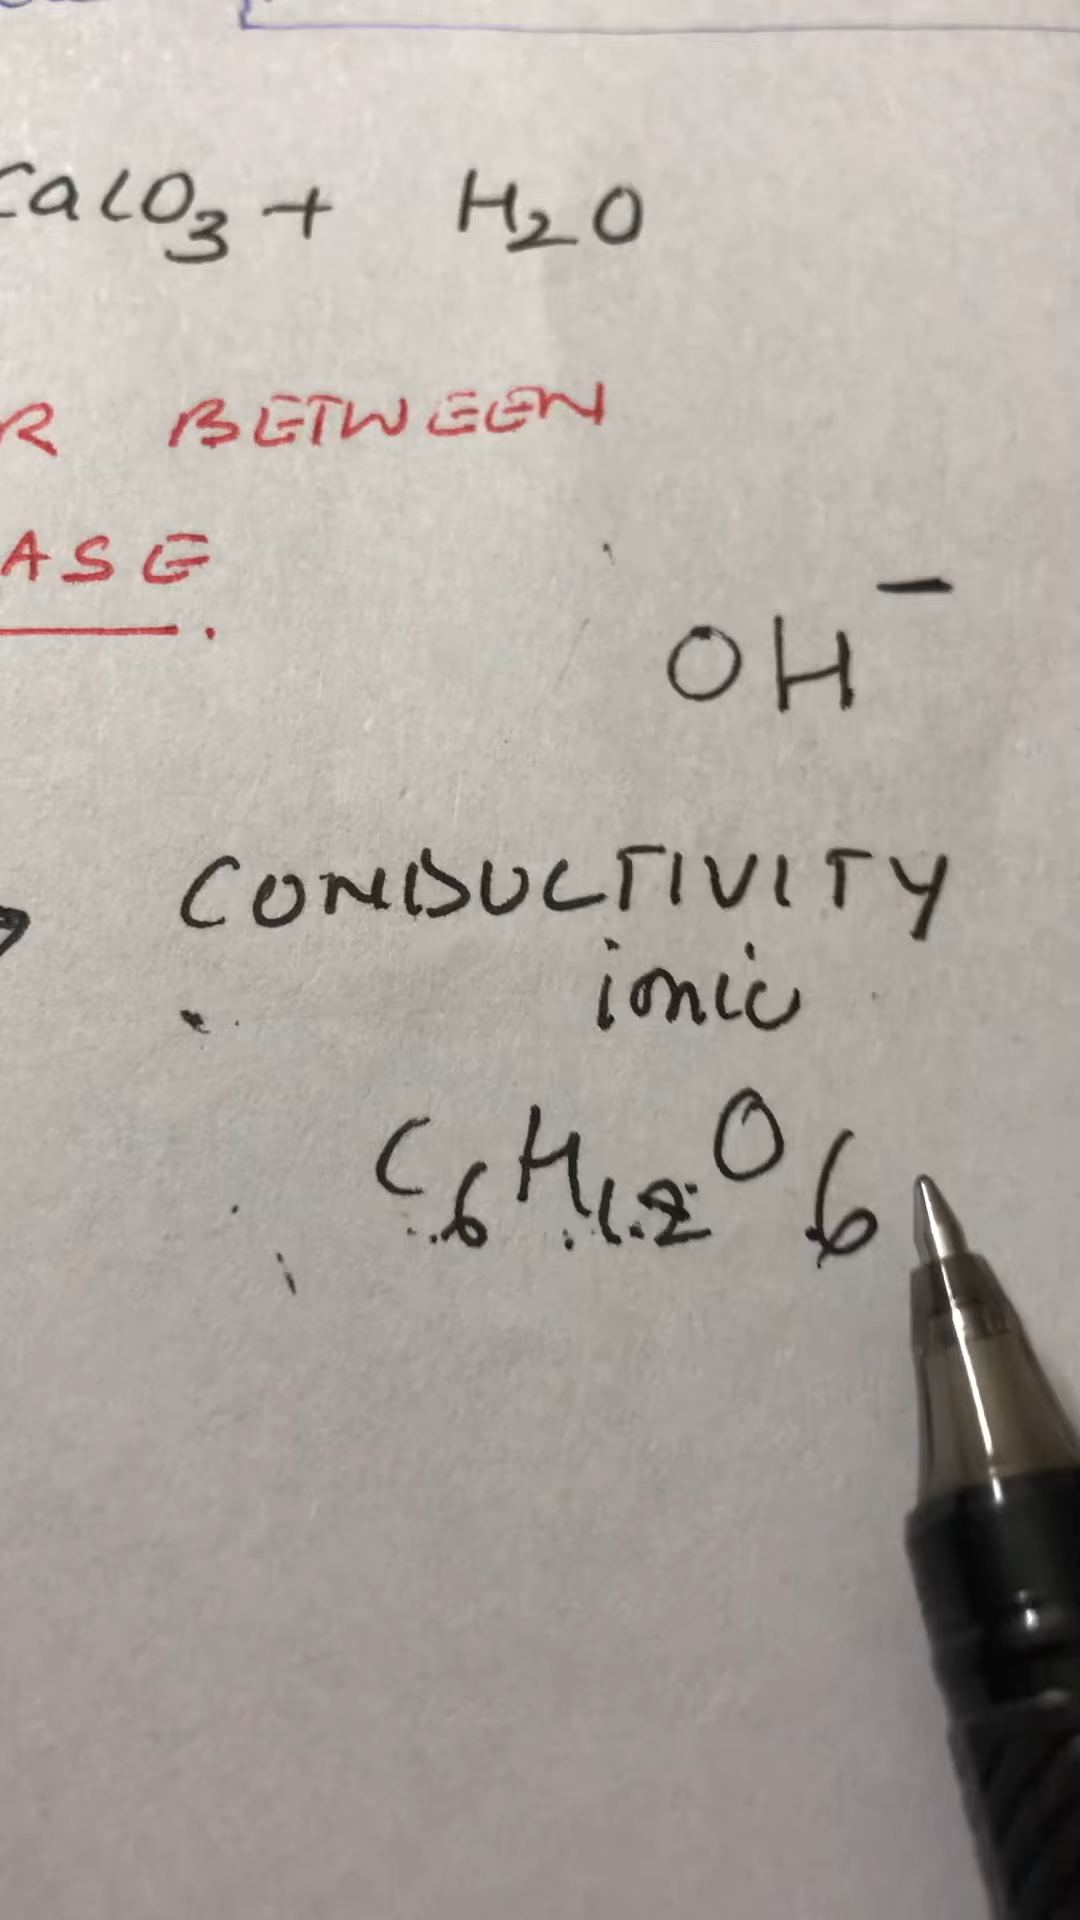 CaCO3 + H2O
R BETWEEN
ASE.
OH⁻
CONDUCTIVITY
ionic
C6H12O6